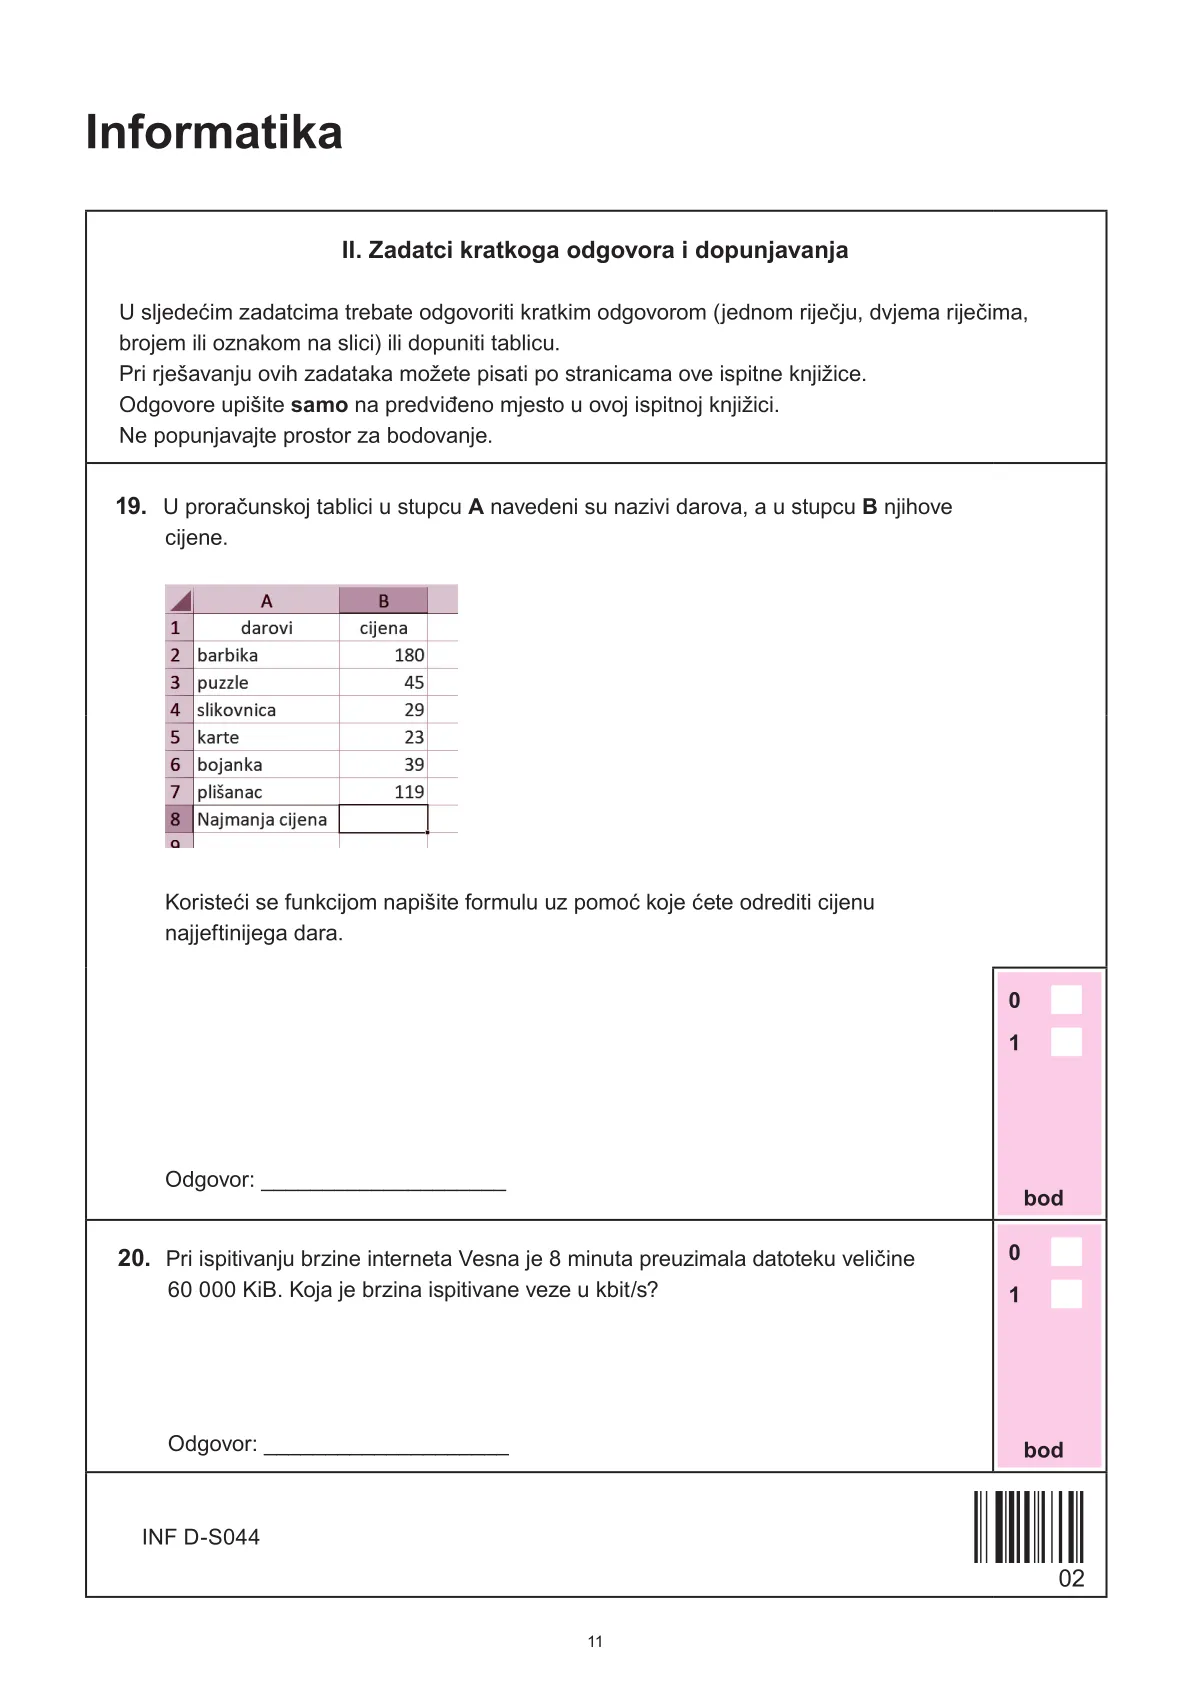 Informatika
II. Zadatci kratkoga odgovora i dopunjavanja
U sljedećim zadatcima trebate odgovoriti kratkim odgovorom (jednom riječju, dvjema riječima,
brojem ili oznakom na slici) ili dopuniti tablicu.
Pri rješavanju ovih zadataka možete pisati po stranicama ove ispitne knjižice.
Odgovore upišite samo na predviđeno mjesto u ovoj ispitnoj knjižici.
Ne popunjavajte prostor za bodovanje.
19. U proračunskoj tablici u stupcu A navedeni su nazivi darova, a u stupcu B njihove
cijene.
A B
1 darovi cijena
2 barbika 180
3 puzzle 45
4 slikovnica 29
5 karte 23
6 bojanka 39
7 plišanac 119
8 Najmanja cijena
9
Koristeći se funkcijom napišite formulu uz pomoć koje ćete odrediti cijenu
najjeftinijega dara.
0
1
Odgovor: ____________________
bod
20. Pri ispitivanju brzine interneta Vesna je 8 minuta preuzimala datoteku veličine
60 000 KiB. Koja je brzina ispitivane veze u kbit/s?
0
1
Odgovor: ____________________
bod
INF D-S044
02
11